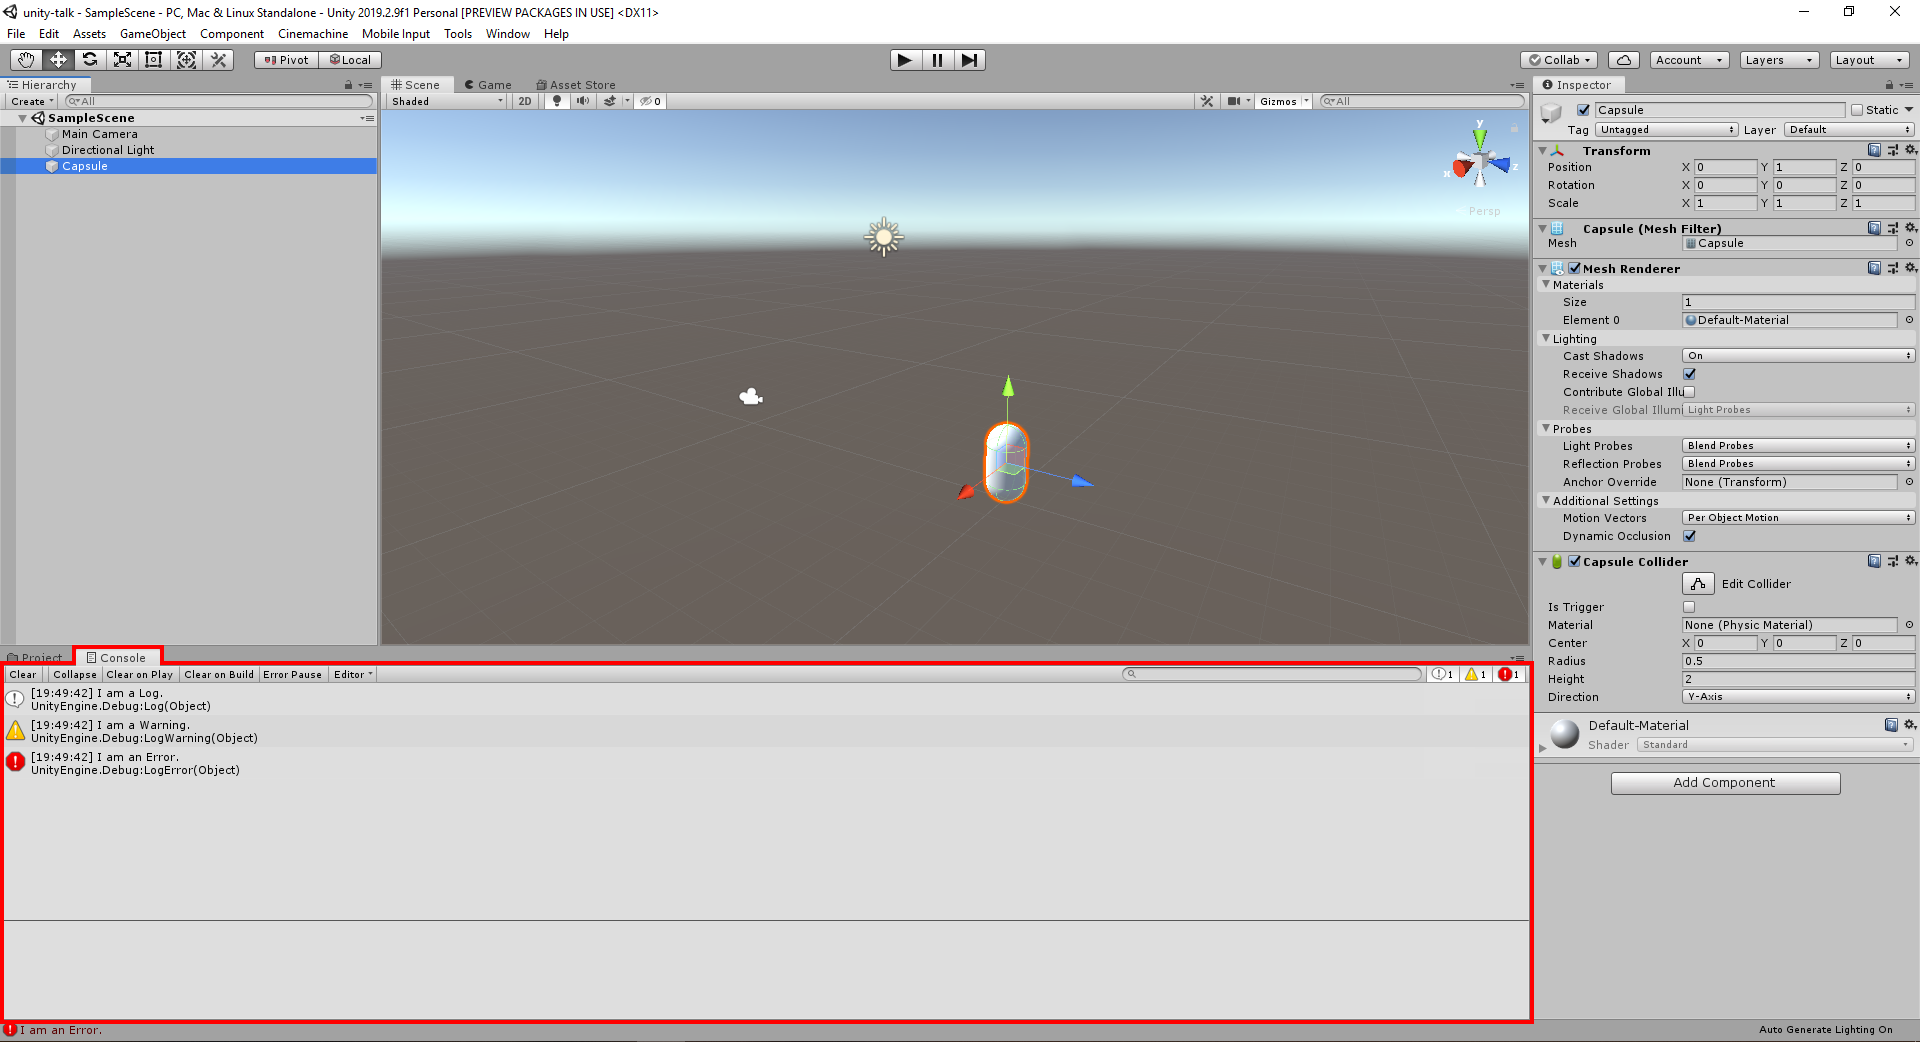 unity-talk - SampleScene - PC, Mac & Linux Standalone - Unity 2019.2.9f1 Personal [PREVIEW PACKAGES IN USE] <DX11>
File Edit Assets GameObject Component Cinemachine Mobile Input Tools Window Help
Pivot Local
Collab Account Layers Layout
Hierarchy
Create All
SampleScene
Main Camera
Directional Light
Capsule
Scene Game Asset Store
Shaded 2D 0 Gizmos All
y
x
z
Persp
Inspector
Capsule Static
Tag Untagged Layer Default
Transform
Position X 0 Y 1 Z 0
Rotation X 0 Y 0 Z 0
Scale X 1 Y 1 Z 1
Capsule (Mesh Filter)
Mesh Capsule
Mesh Renderer
Materials
Size 1
Element 0 Default-Material
Lighting
Cast Shadows On
Receive Shadows
Contribute Global Illu
Receive Global Illumi Light Probes
Probes
Light Probes Blend Probes
Reflection Probes Blend Probes
Anchor Override None (Transform)
Additional Settings
Motion Vectors Per Object Motion
Dynamic Occlusion
Capsule Collider
Edit Collider
Is Trigger
Material None (Physic Material)
Center X 0 Y 0 Z 0
Radius 0.5
Height 2
Direction Y-Axis
Default-Material
Shader Standard
Add Component
Project Console
Clear Collapse Clear on Play Clear on Build Error Pause Editor 1 1 1
[19:49:42] I am a Log.
UnityEngine.Debug:Log(Object)
[19:49:42] I am a Warning.
UnityEngine.Debug:LogWarning(Object)
[19:49:42] I am an Error.
UnityEngine.Debug:LogError(Object)
I am an Error.
Auto Generate Lighting On